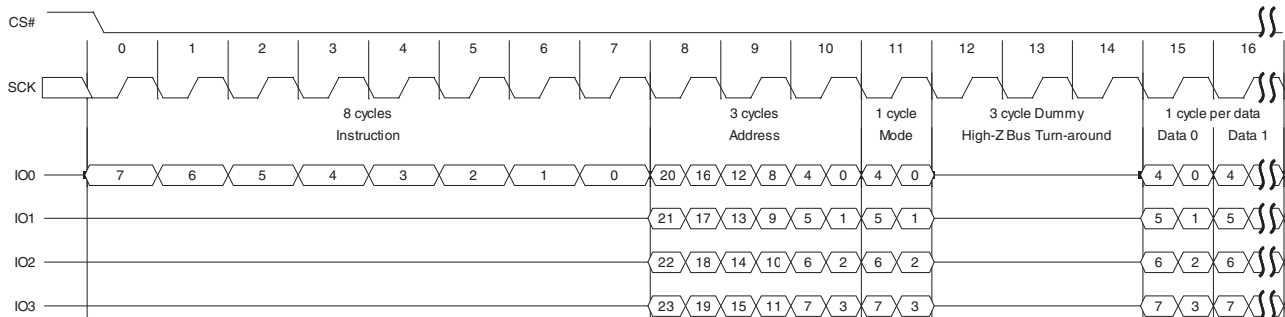 CS#
0 1 2 3 4 5 6 7 8 9 10 11 12 13 14 15 16
SCK
8 cycles 3 cycles 1 cycle 3 cycle Dummy 1 cycle per data
Instruction Address Mode High-Z Bus Turn-around Data 0 Data 1
IO0 7 6 5 4 3 2 1 0 20 16 12 8 4 0 4 0 4 0 4
IO1 21 17 13 9 5 1 5 1 5 1 5
IO2 22 18 14 10 6 2 6 2 6 2 6
IO3 23 19 15 11 7 3 7 3 7 3 7